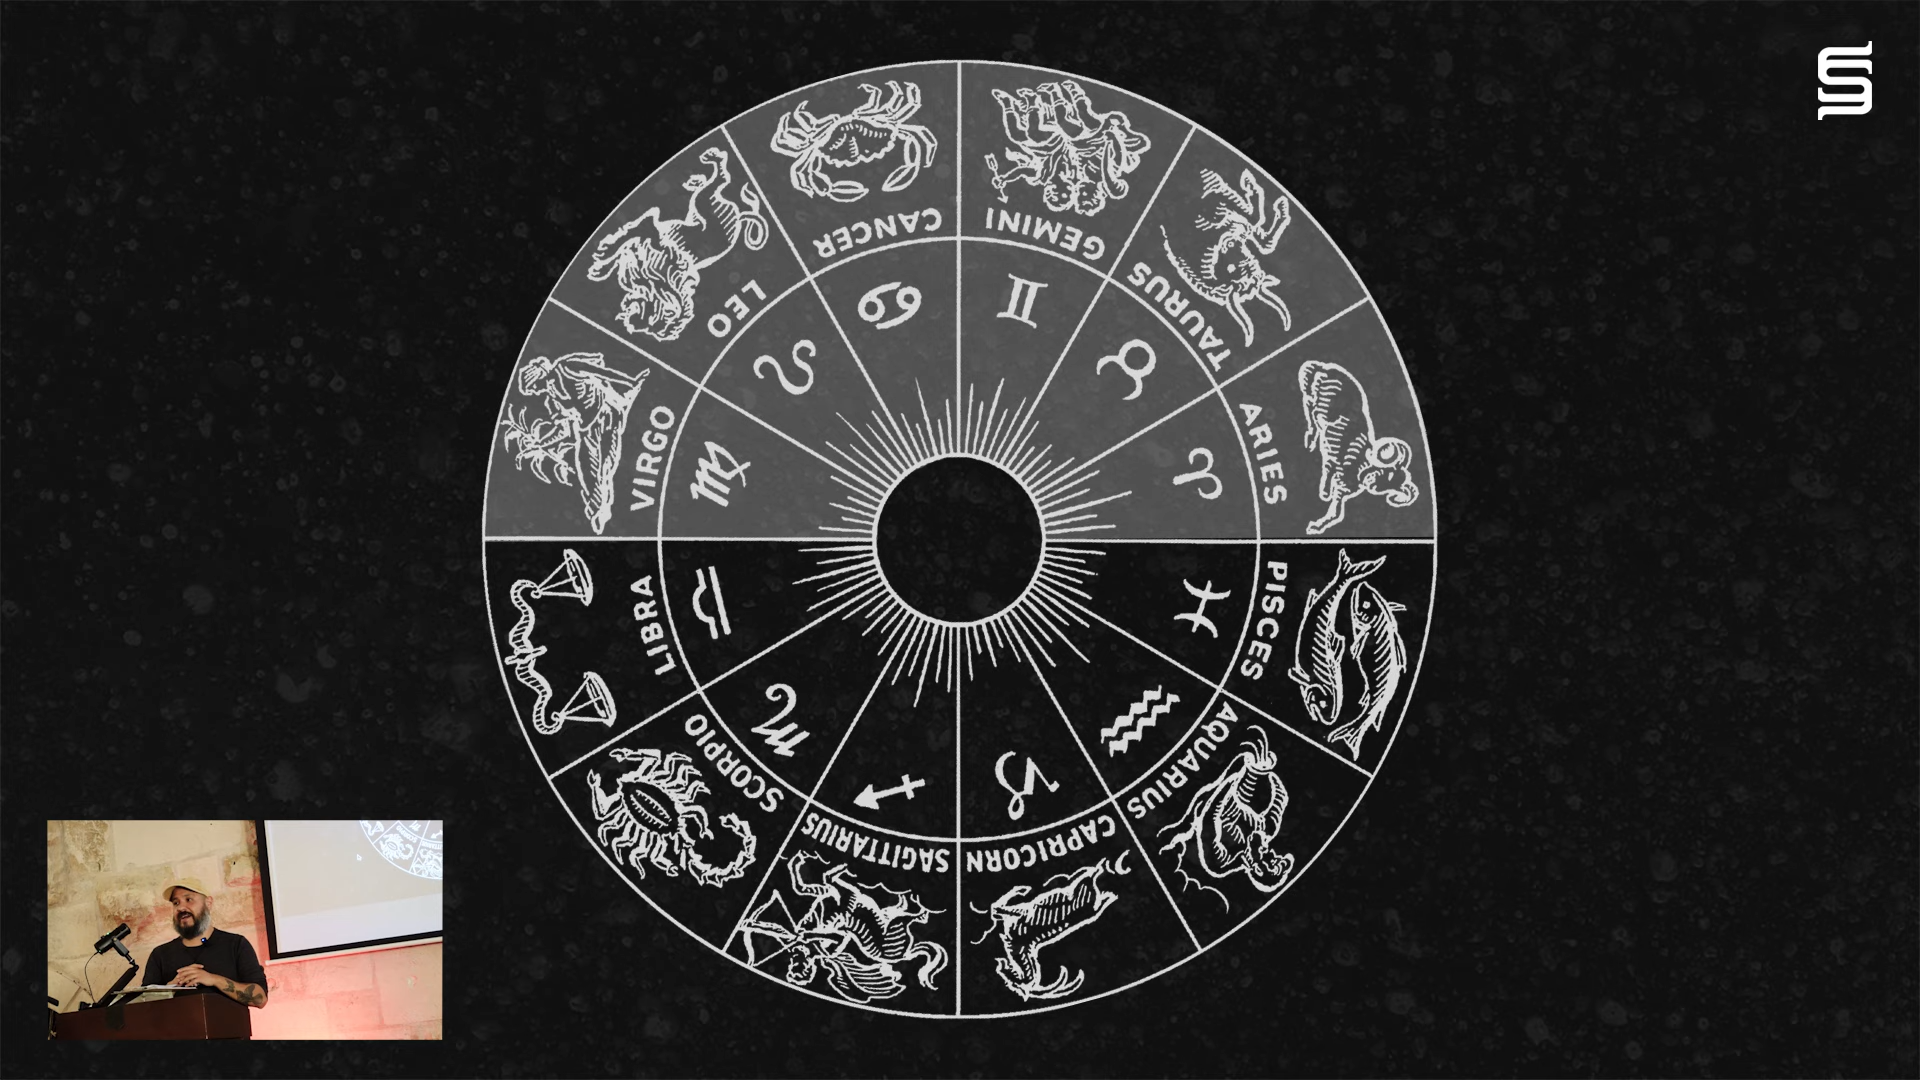 CANCER
GEMINI
LEO
TAURUS
VIRGO
ARIES
LIBRA
PISCES
SCORPIO
AQUARIUS
SAGITTARIUS
CAPRICORN